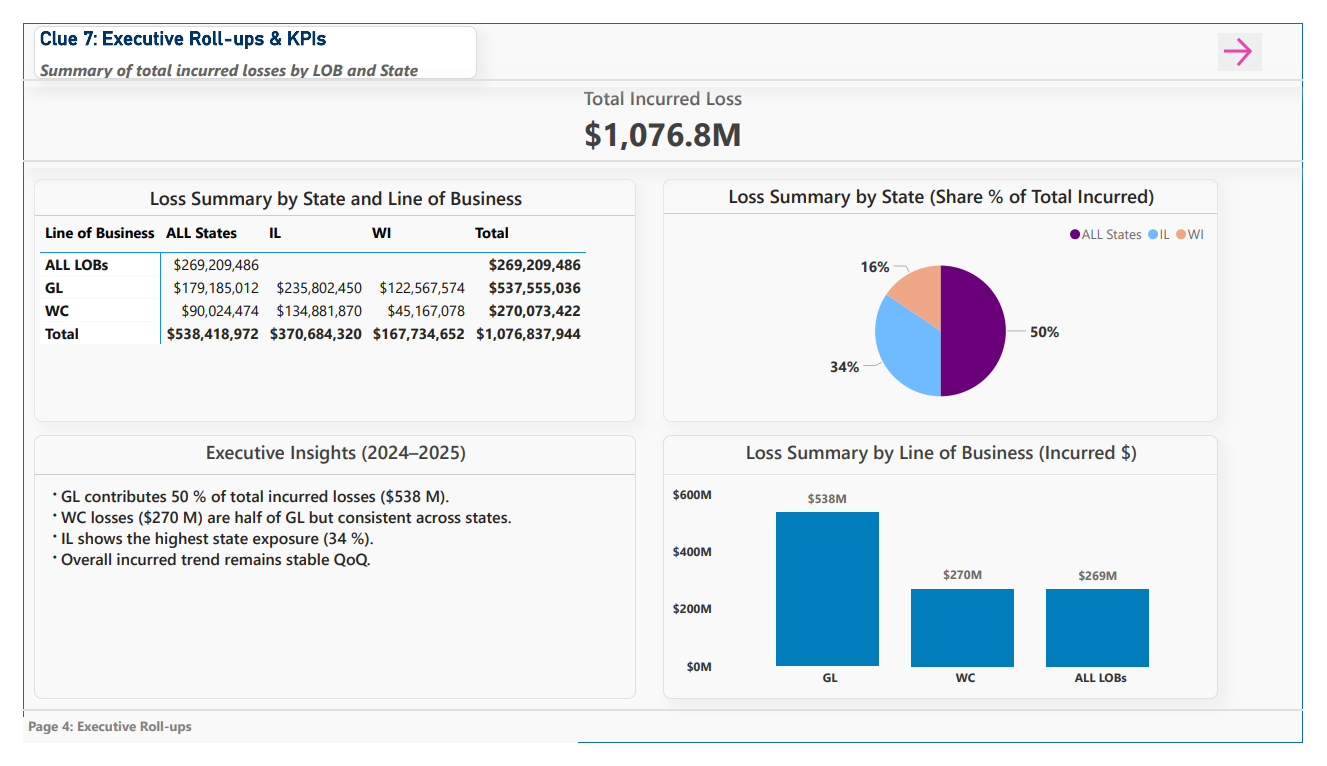 Clue 7: Executive Roll-ups & KPIs
Summary of total incurred losses by LOB and State
Total Incurred Loss
$1,076.8M
Loss Summary by State and Line of Business
Line of Business ALL States IL WI Total
ALL LOBs $269,209,486 $269,209,486
GL $179,185,012 $235,802,450 $122,567,574 $537,555,036
WC $90,024,474 $134,881,870 $45,167,078 $270,073,422
Total $538,418,972 $370,684,320 $167,734,652 $1,076,837,944
Loss Summary by State (Share % of Total Incurred)
ALL States IL WI
16%
50%
34%
Executive Insights (2024–2025)
· GL contributes 50 % of total incurred losses ($538 M).
· WC losses ($270 M) are half of GL but consistent across states.
· IL shows the highest state exposure (34 %).
· Overall incurred trend remains stable QoQ.
Loss Summary by Line of Business (Incurred $)
$600M
$400M
$200M
$0M
$538M
$270M
$269M
GL
WC
ALL LOBs
Page 4: Executive Roll-ups